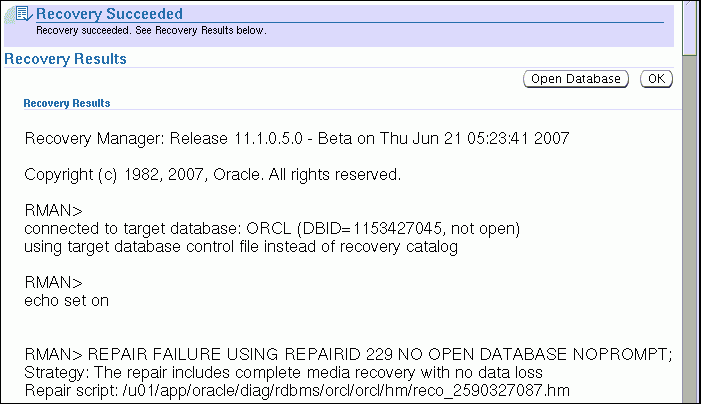 Recovery Succeeded
Recovery succeeded. See Recovery Results below.
Recovery Results
Open Database
OK
Recovery Results
Recovery Manager: Release 11.1.0.5.0 - Beta on Thu Jun 21 05:23:41 2007
Copyright (c) 1982, 2007, Oracle. All rights reserved.
RMAN>
connected to target database: ORCL (DBID=1153427045, not open)
using target database control file instead of recovery catalog
RMAN>
echo set on
RMAN> REPAIR FAILURE USING REPAIRID 229 NO OPEN DATABASE NOPROMPT;
Strategy: The repair includes complete media recovery with no data loss
Repair script: /u01/app/oracle/diag/rdbms/orcl/orcl/hm/reco_2590327087.hm